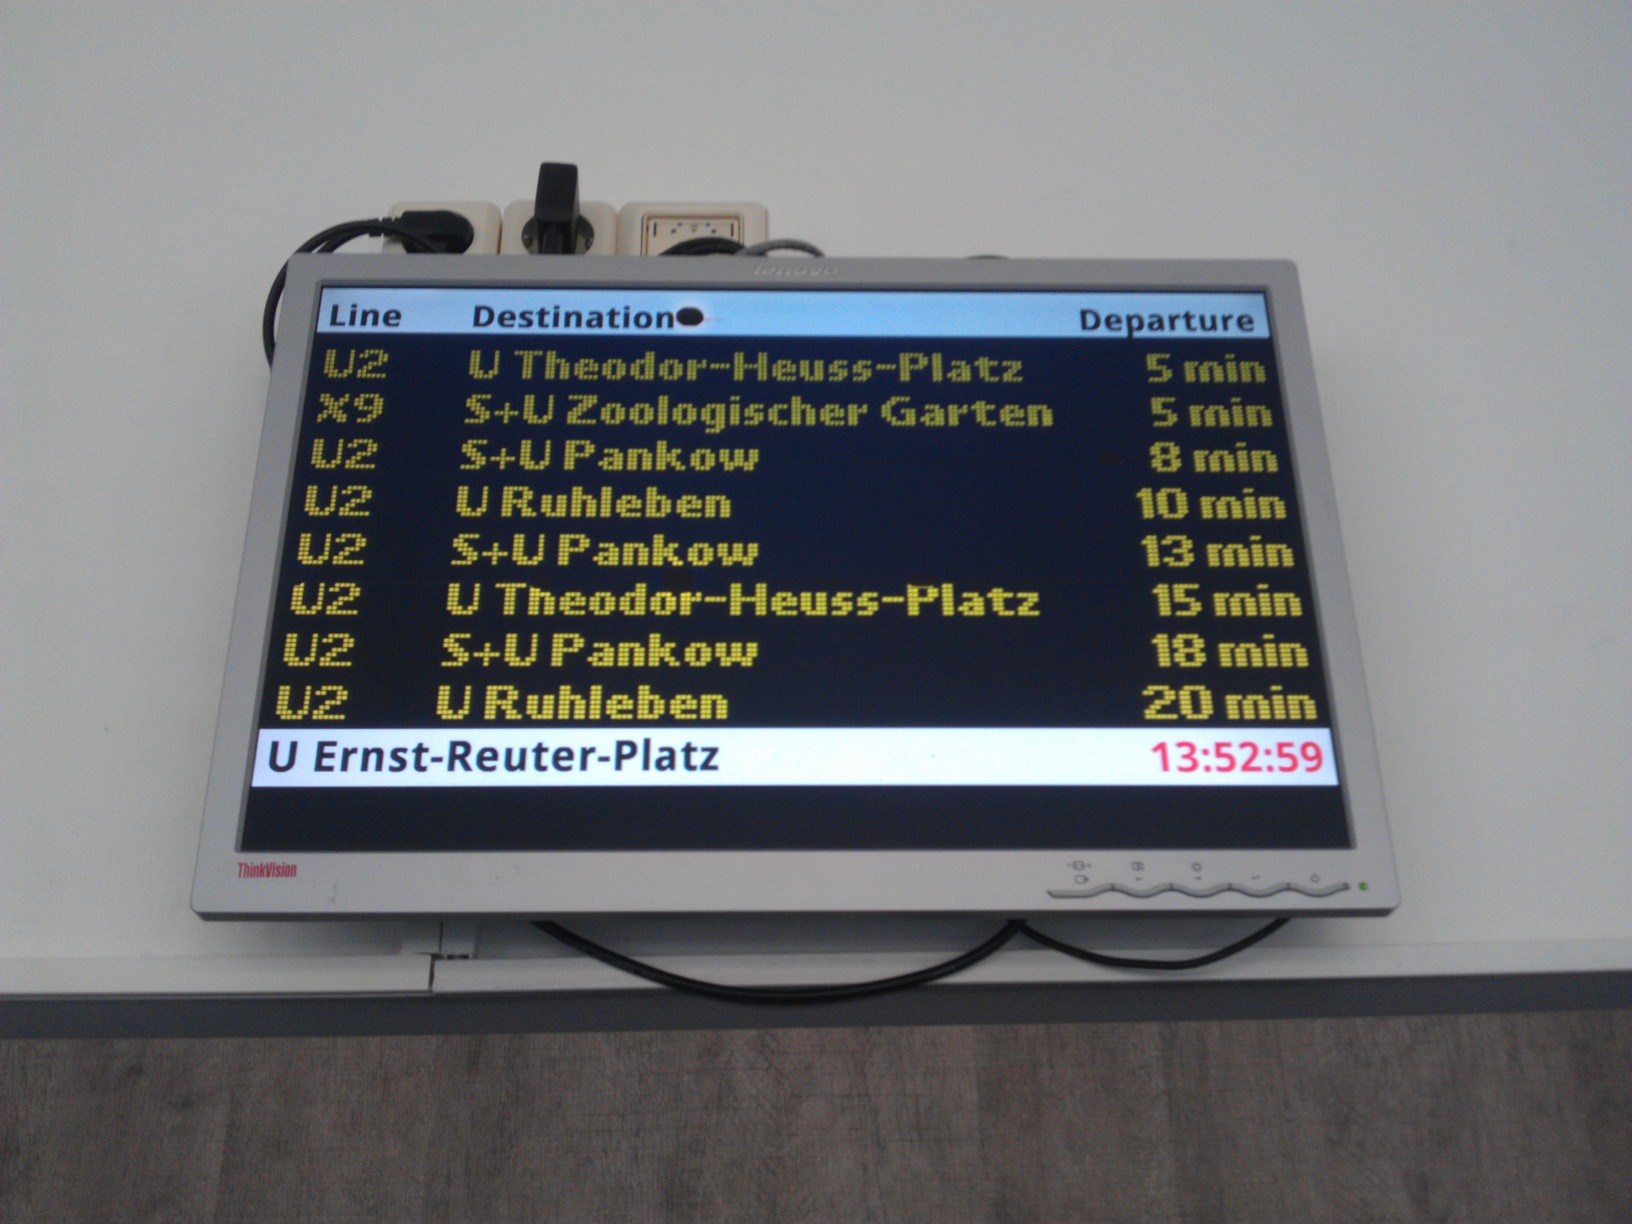 lenovo
Line Destination Departure
U2 U Theodor-Heuss-Platz 5 min
X9 S+U Zoologischer Garten 5 min
U2 S+U Pankow 8 min
U2 U Ruhleben 10 min
U2 S+U Pankow 13 min
U2 U Theodor-Heuss-Platz 15 min
U2 S+U Pankow 18 min
U2 U Ruhleben 20 min
U Ernst-Reuter-Platz 13:52:59
ThinkVision